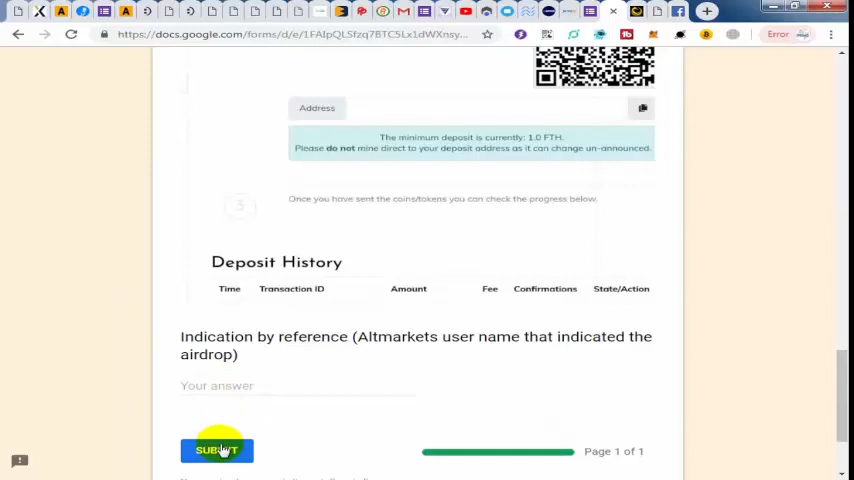 https://docs.google.com/forms/d/e/1FAIpQLSfzq7BTC5Lx1dWXnsy...
Error
Address
The minimum deposit is currently: 1.0 FTH.
Please do not mine direct to your deposit address as it can change un-announced.
3
Once you have sent the coins/tokens you can check the progress below.
Deposit History
Time Transaction ID Amount Fee Confirmations State/Action
Indication by reference (Altmarkets user name that indicated the
airdrop)
Your answer
SUBMIT
Page 1 of 1